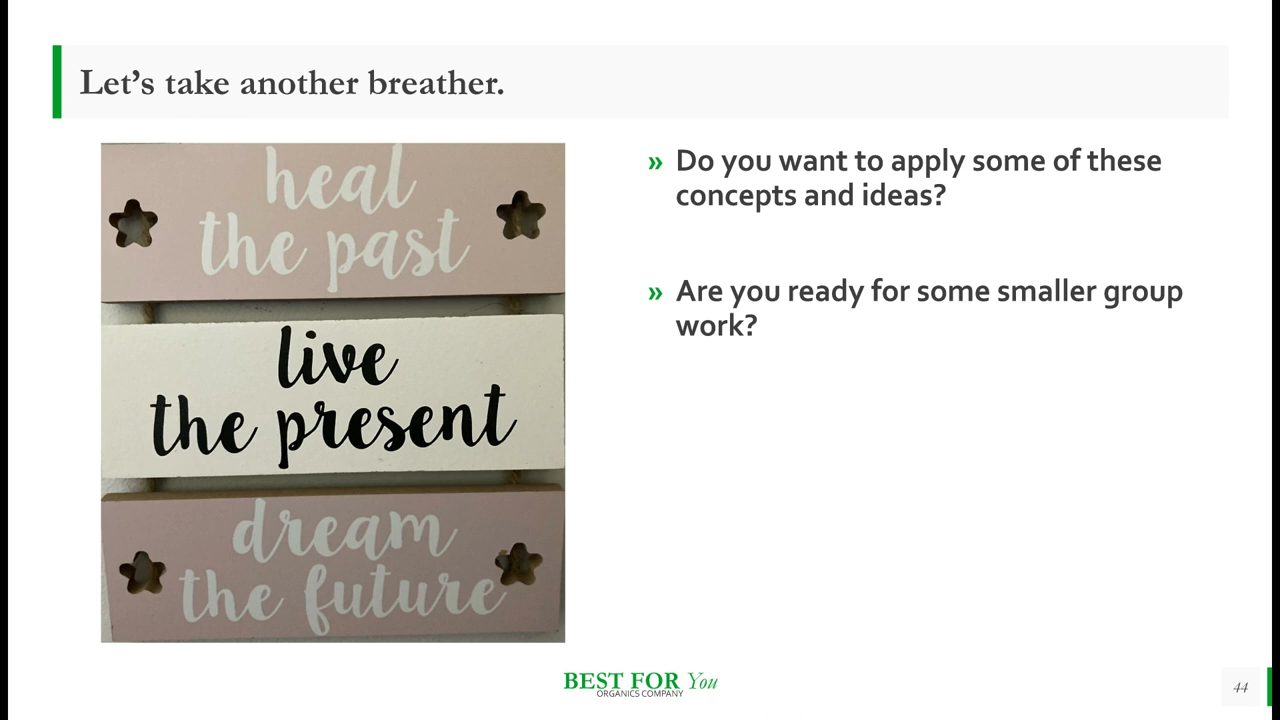 Let's take another breather.
heal
the past
live
the present
dream
the future
» Do you want to apply some of these
concepts and ideas?
» Are you ready for some smaller group
work?
BEST FOR You
ORGANICS COMPANY
44